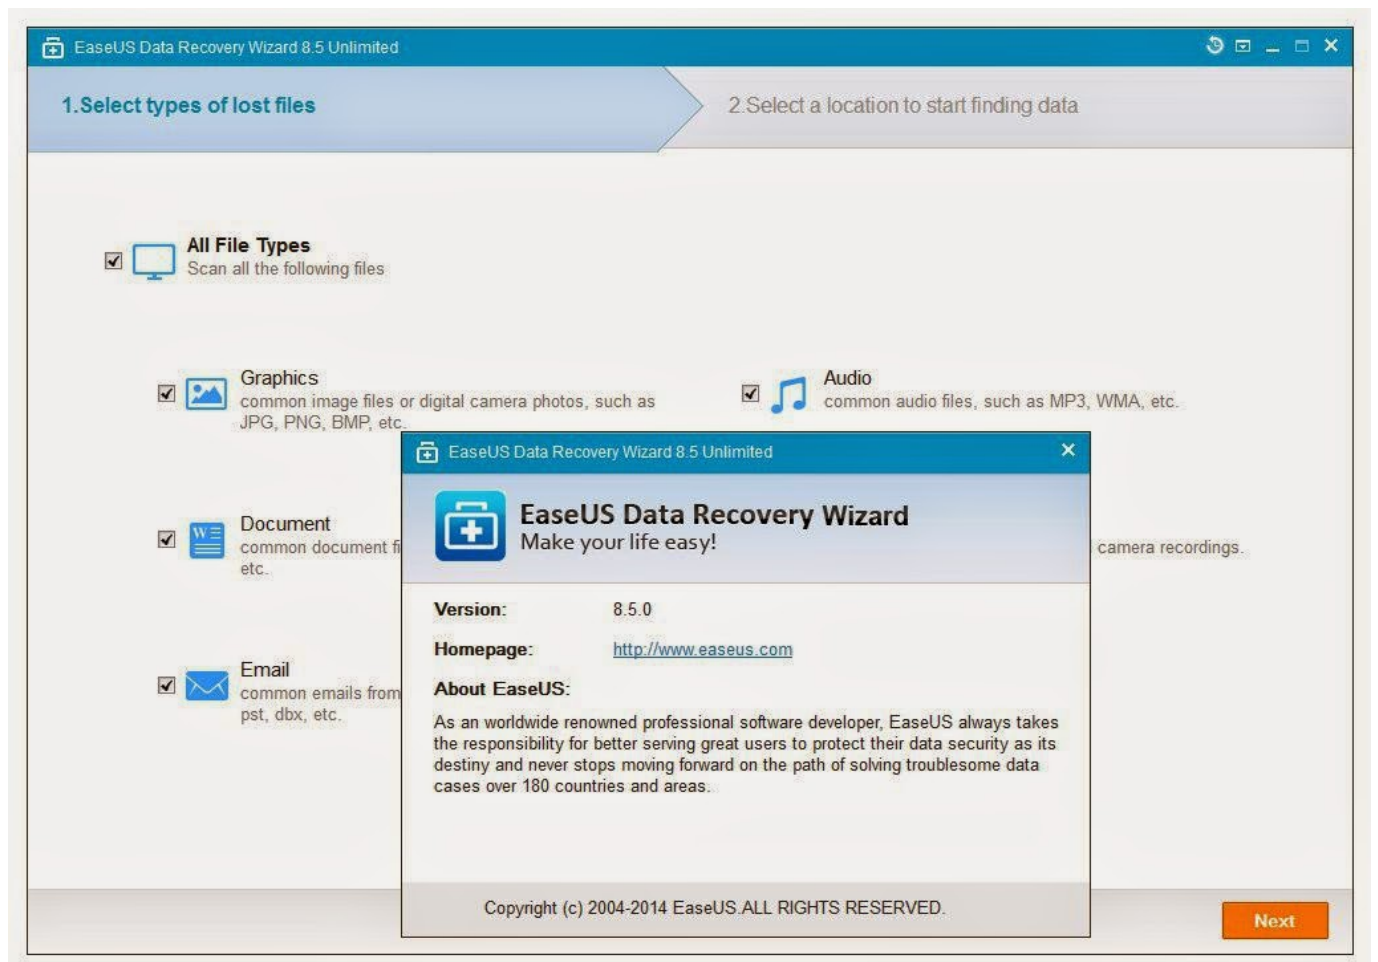 EaseUS Data Recovery Wizard 8.5 Unlimited
1.Select types of lost files
2.Select a location to start finding data
All File Types
Scan all the following files
Graphics
common image files or digital camera photos, such as
JPG, PNG, BMP, etc.
Audio
common audio files, such as MP3, WMA, etc.
Document
common document
etc.
camera recordings.
Email
common emails from
pst, dbx, etc.
EaseUS Data Recovery Wizard 8.5 Unlimited
EaseUS Data Recovery Wizard
Make your life easy!
Version: 8.5.0
Homepage: http://www.easeus.com
About EaseUS:
As an worldwide renowned professional software developer, EaseUS always takes
the responsibility for better serving great users to protect their data security as its
destiny and never stops moving forward on the path of solving troublesome data
cases over 180 countries and areas.
Copyright (c) 2004-2014 EaseUS.ALL RIGHTS RESERVED.
Next